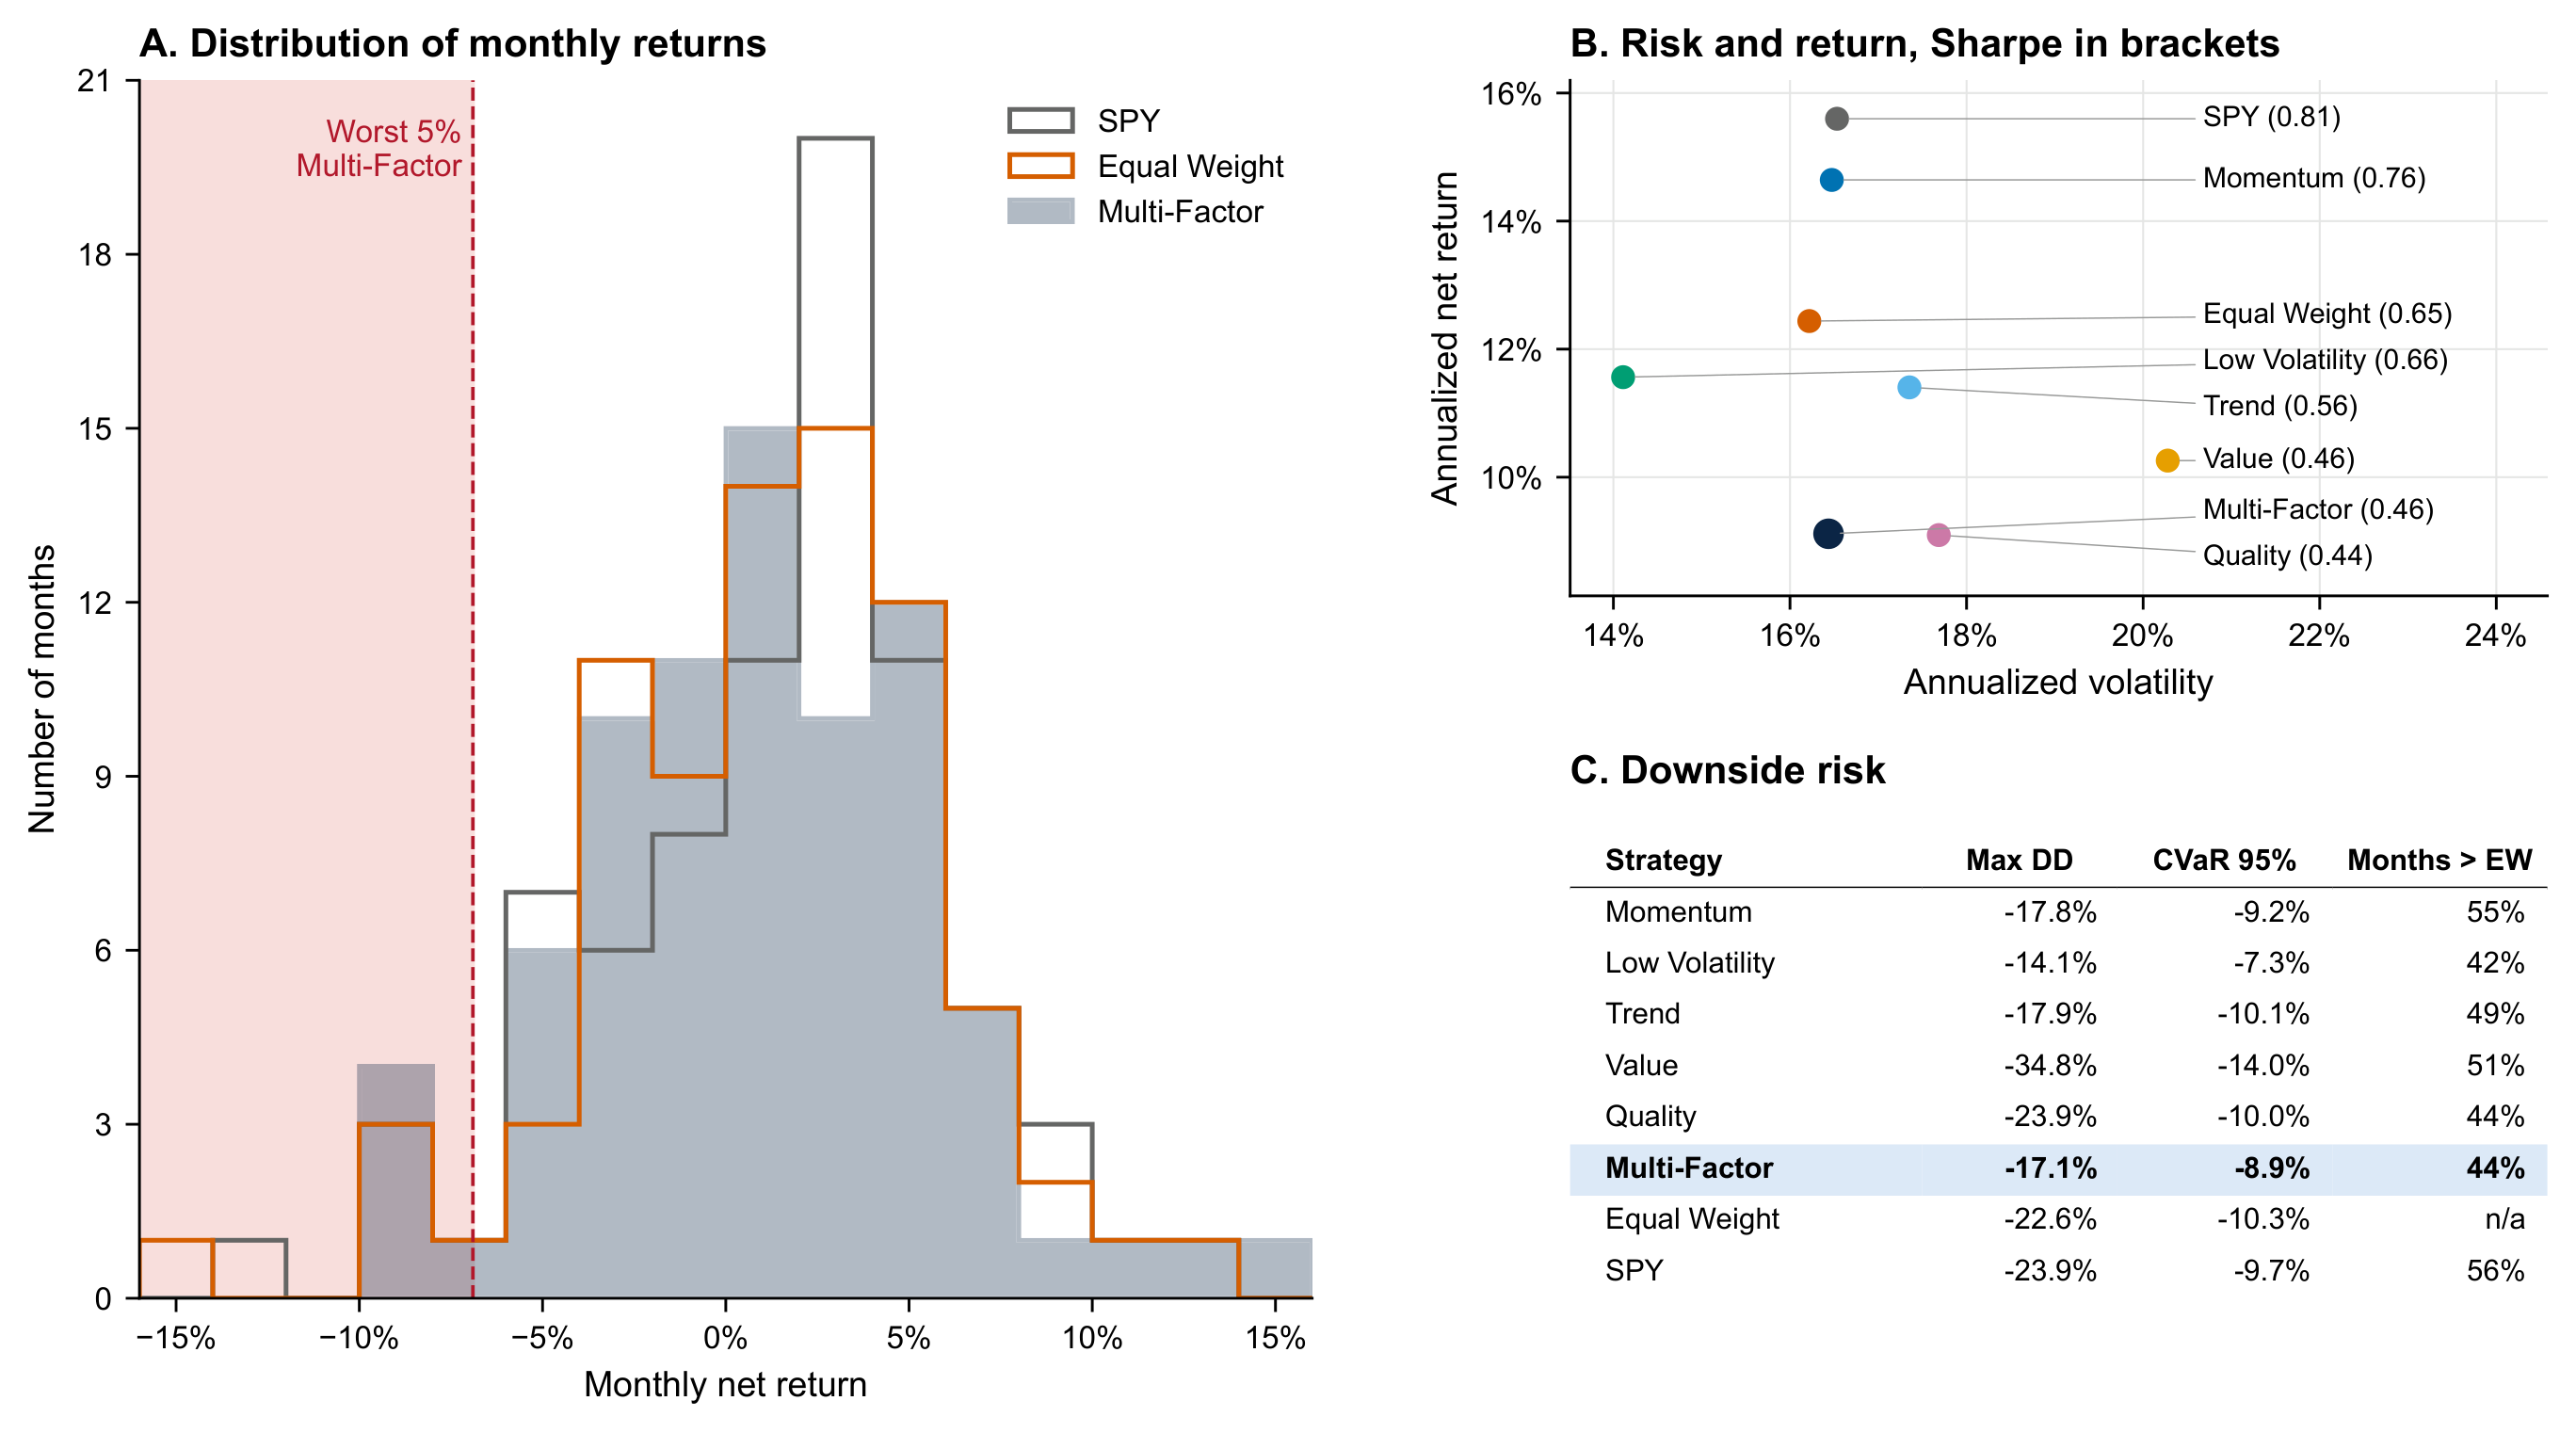 A. Distribution of monthly returns
21
18
15
12
9
6
3
0
Number of months
Worst 5%
Multi-Factor
SPY
Equal Weight
Multi-Factor
−15%
−10%
−5%
0%
5%
10%
15%
Monthly net return
B. Risk and return, Sharpe in brackets
16%
14%
12%
10%
Annualized net return
SPY (0.81)
Momentum (0.76)
Equal Weight (0.65)
Low Volatility (0.66)
Trend (0.56)
Value (0.46)
Multi-Factor (0.46)
Quality (0.44)
14%
16%
18%
20%
22%
24%
Annualized volatility
C. Downside risk
Strategy Max DD CVaR 95% Months > EW
Momentum -17.8% -9.2% 55%
Low Volatility -14.1% -7.3% 42%
Trend -17.9% -10.1% 49%
Value -34.8% -14.0% 51%
Quality -23.9% -10.0% 44%
Multi-Factor -17.1% -8.9% 44%
Equal Weight -22.6% -10.3% n/a
SPY -23.9% -9.7% 56%